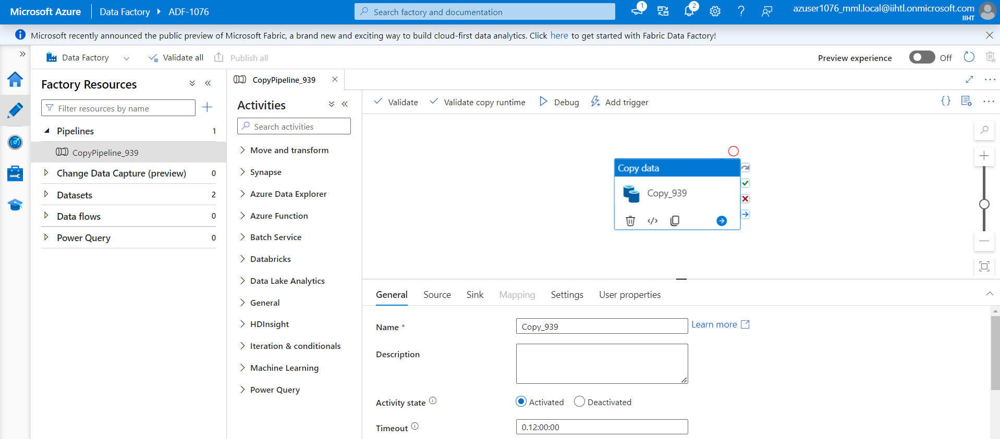 Microsoft Azure
Data Factory
ADF-1076
Search factory and documentation
1
2
azuser1076_mml.local@iihtl.onmicrosoft.com
IIHT
Microsoft recently announced the public preview of Microsoft Fabric, a brand new and exciting way to build cloud-first data analytics. Click here to get started with Fabric Data Factory!
Data Factory
Validate all
Publish all
Preview experience
Off
Factory Resources
Filter resources by name
Pipelines 1
CopyPipeline_939
Change Data Capture (preview) 0
Datasets 2
Data flows 0
Power Query 0
CopyPipeline_939
Activities
Search activities
Move and transform
Synapse
Azure Data Explorer
Azure Function
Batch Service
Databricks
Data Lake Analytics
General
HDInsight
Iteration & conditionals
Machine Learning
Power Query
Validate
Validate copy runtime
Debug
Add trigger
Copy data
Copy_939
General Source Sink Mapping Settings User properties
Name * Copy_939 Learn more
Description
Activity state Activated Deactivated
Timeout 0.12:00:00